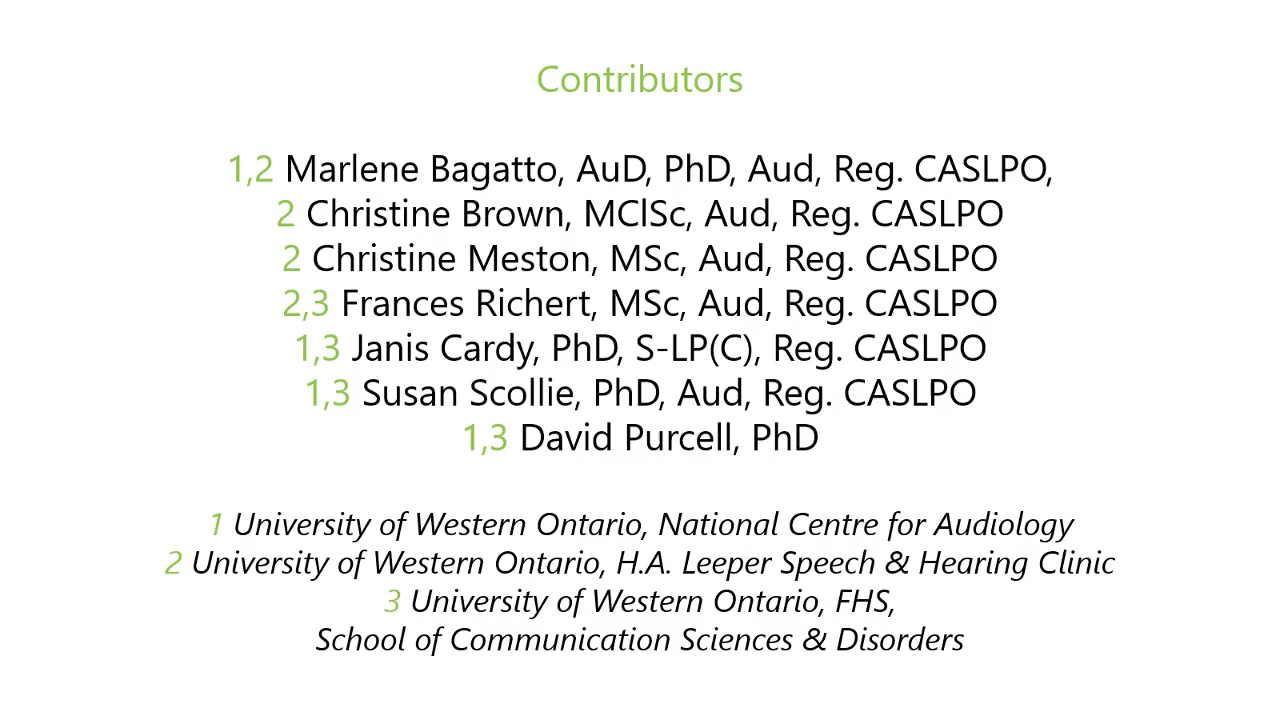 Contributors
1,2 Marlene Bagatto, AuD, PhD, Aud, Reg. CASLPO,
2 Christine Brown, MClSc, Aud, Reg. CASLPO
2 Christine Meston, MSc, Aud, Reg. CASLPO
2,3 Frances Richert, MSc, Aud, Reg. CASLPO
1,3 Janis Cardy, PhD, S-LP(C), Reg. CASLPO
1,3 Susan Scollie, PhD, Aud, Reg. CASLPO
1,3 David Purcell, PhD
1 University of Western Ontario, National Centre for Audiology
2 University of Western Ontario, H.A. Leeper Speech & Hearing Clinic
3 University of Western Ontario, FHS,
School of Communication Sciences & Disorders